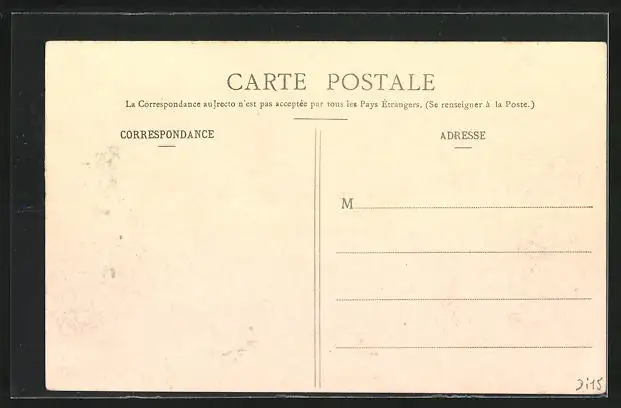 CARTE POSTALE
La Correspondance au recto n'est pas acceptée par tous les Pays Étrangers. (Se renseigner à la Poste.)
CORRESPONDANCE
ADRESSE
M